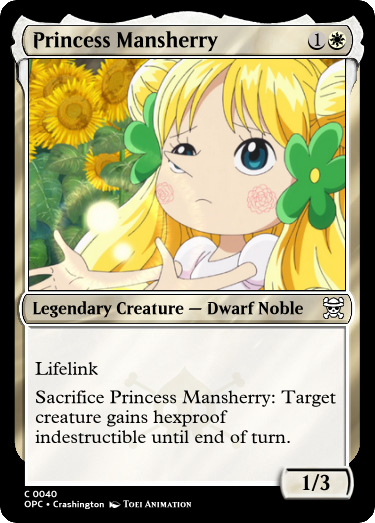 Princess Mansherry 1
Legendary Creature — Dwarf Noble
Lifelink
Sacrifice Princess Mansherry: Target
creature gains hexproof
indestructible until end of turn.
1/3
C 0040
OPC • Crashington TOEI ANIMATION